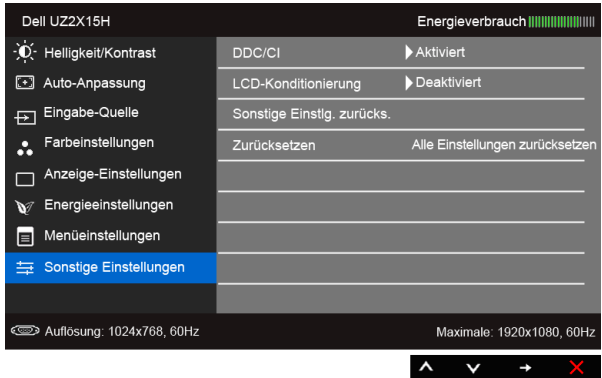 Dell UZ2X15H Energieverbrauch
Helligkeit/Kontrast DDC/CI Aktiviert
Auto-Anpassung LCD-Konditionierung Deaktiviert
Eingabe-Quelle Sonstige Einstlg. zurücks.
Farbeinstellungen Zurücksetzen Alle Einstellungen zurücksetzen
Anzeige-Einstellungen
Energieeinstellungen
Menüeinstellungen
Sonstige Einstellungen
Auflösung: 1024x768, 60Hz Maximale: 1920x1080, 60Hz